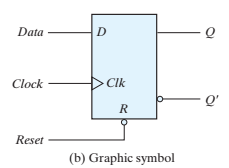 Data D Q
Clock Clk
Q'
R
Reset
(b) Graphic symbol